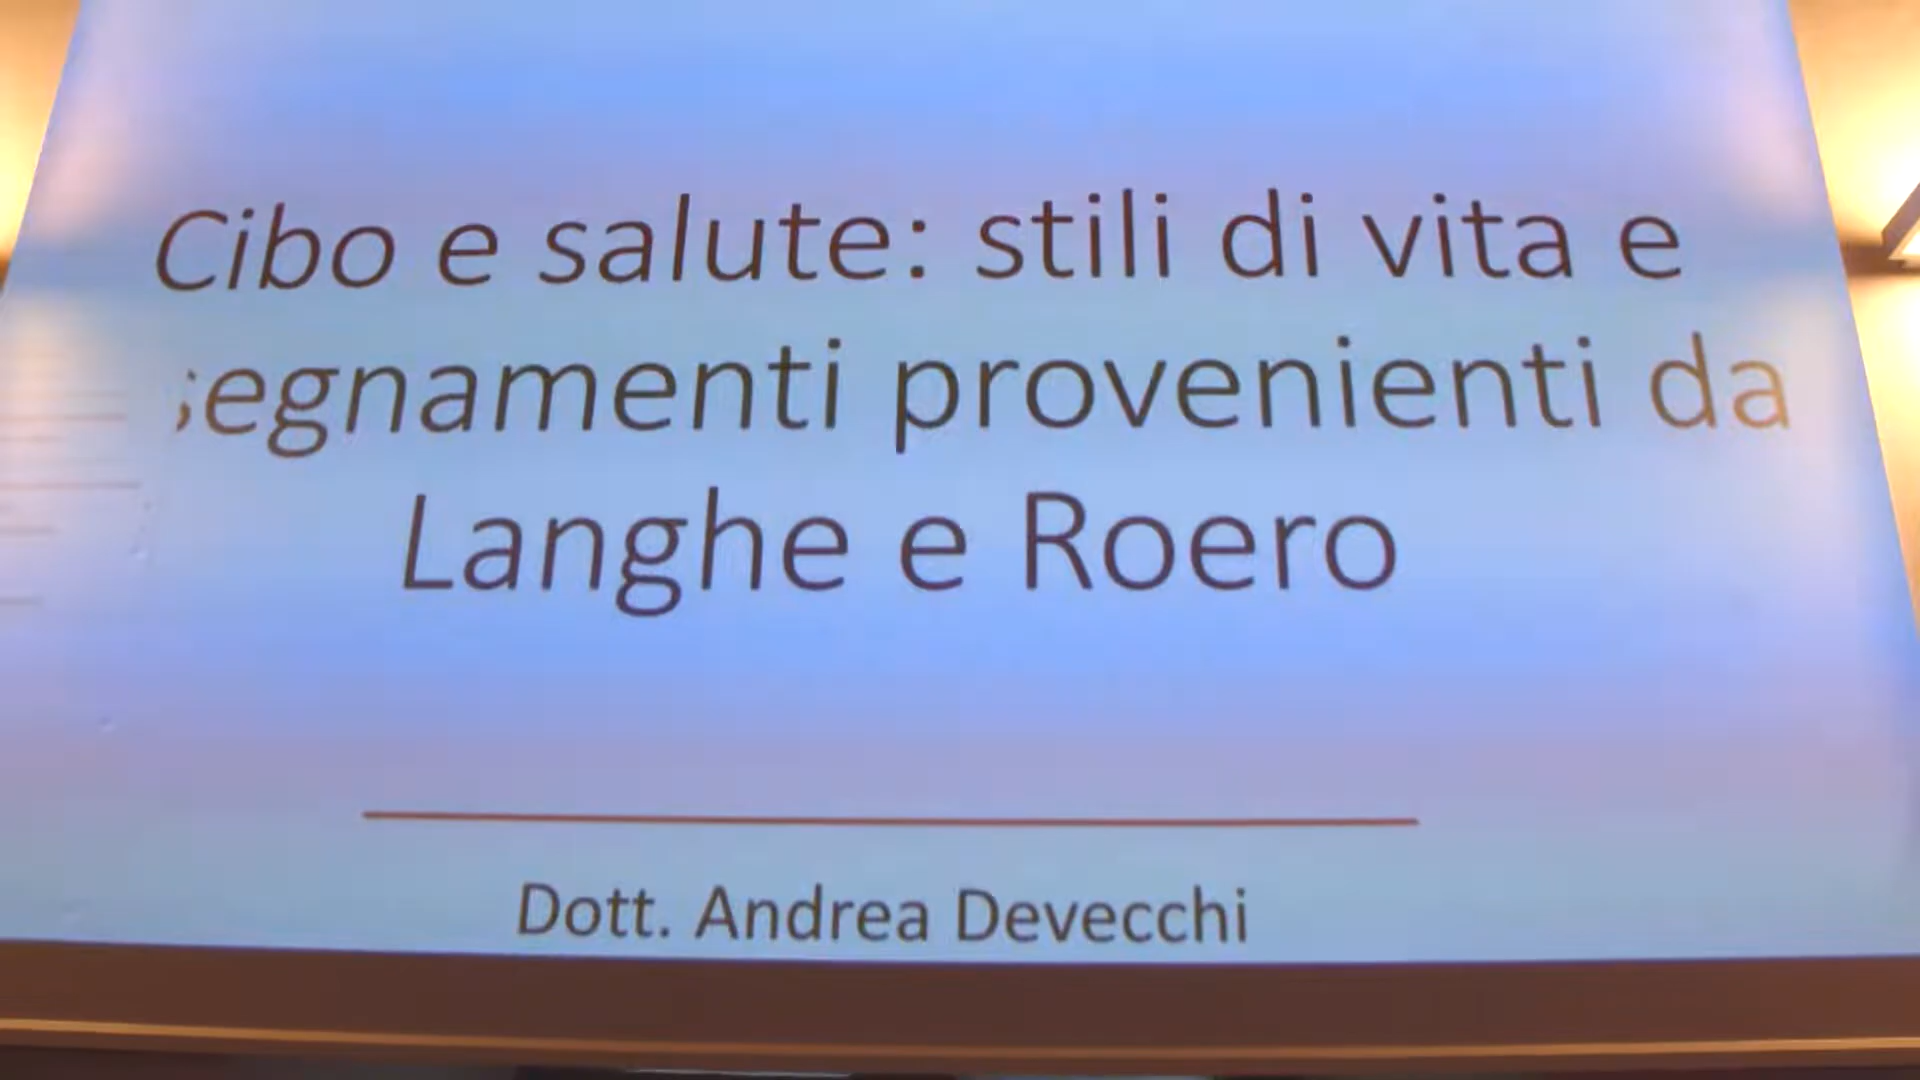 Cibo e salute: stili di vita e
segnamenti provenienti da
Langhe e Roero
Dott. Andrea Devecchi